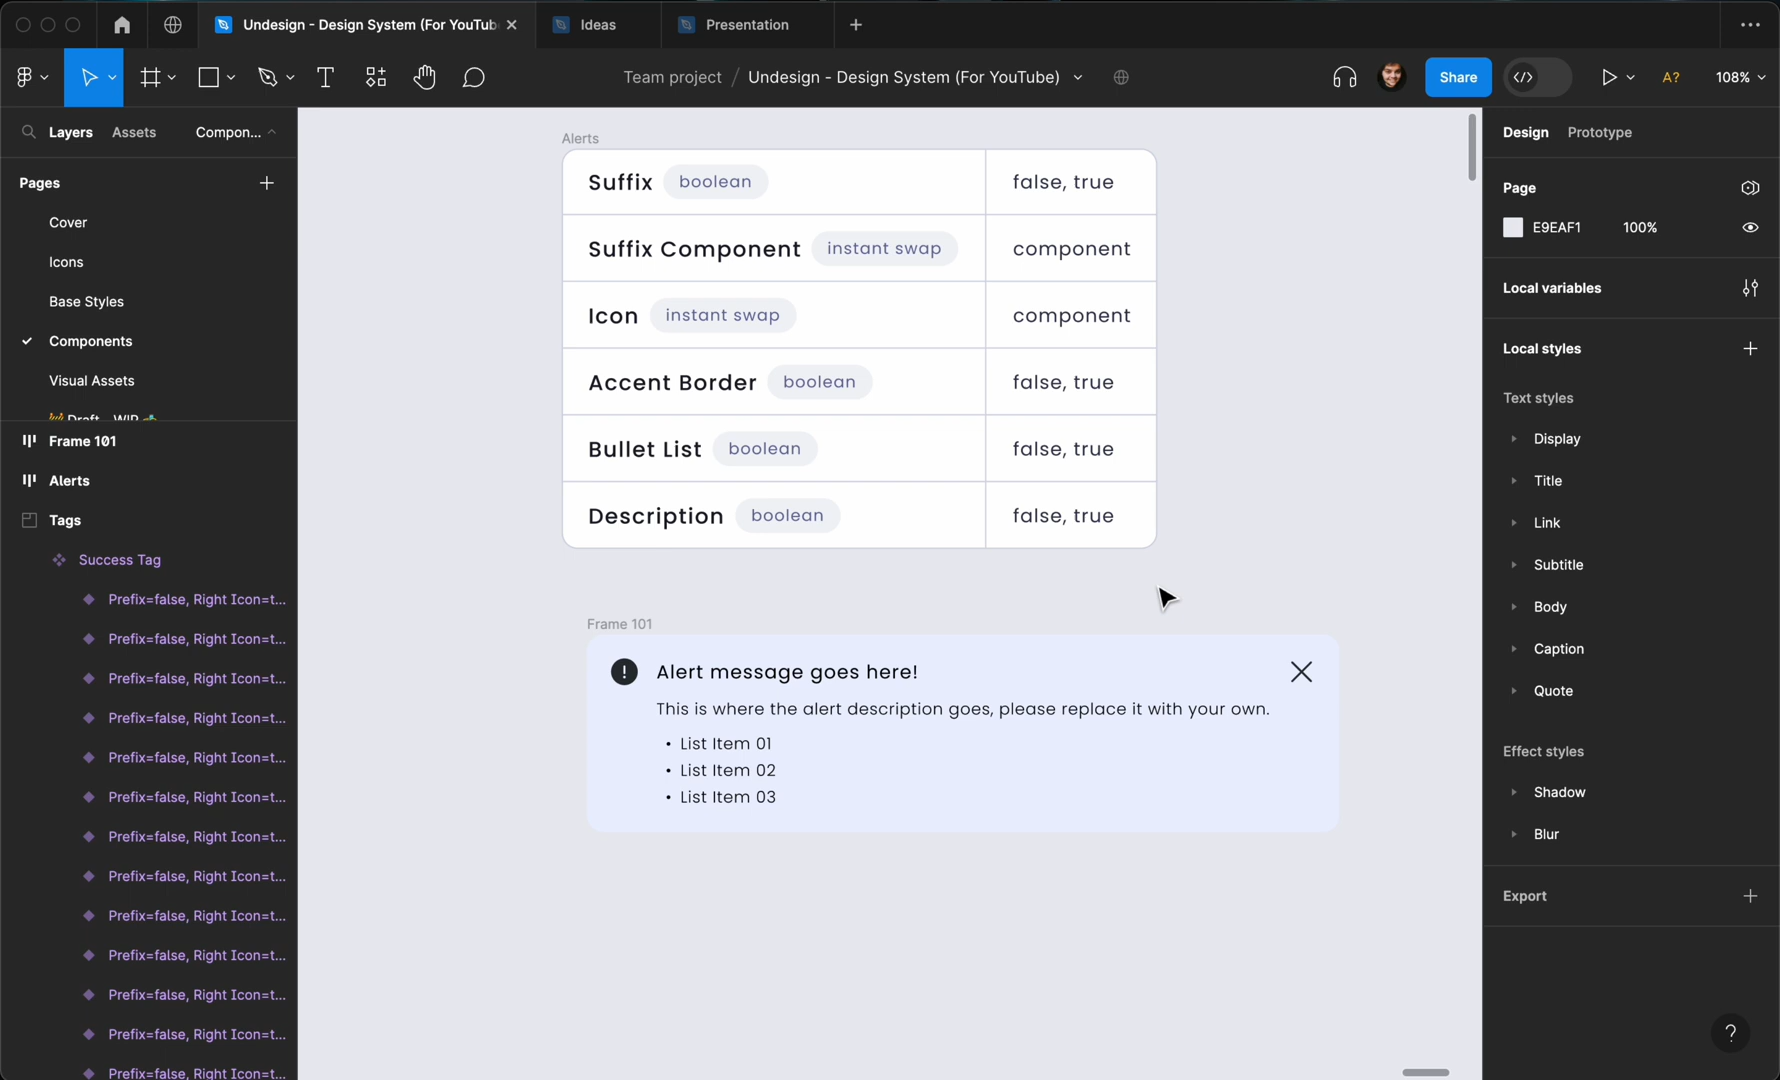 Undesign - Design System (For YouTub
Ideas
Presentation
Team project / Undesign - Design System (For YouTube)
Share
A?
108%
Layers
Assets
Compon...
Pages
Cover
Icons
Base Styles
Components
Visual Assets
Draft - WIP
Frame 101
Alerts
Tags
Success Tag
Prefix=false, Right Icon=t...
Prefix=false, Right Icon=t...
Prefix=false, Right Icon=t...
Prefix=false, Right Icon=t...
Prefix=false, Right Icon=t...
Prefix=false, Right Icon=t...
Prefix=false, Right Icon=t...
Prefix=false, Right Icon=t...
Prefix=false, Right Icon=t...
Prefix=false, Right Icon=t...
Prefix=false, Right Icon=t...
Prefix=false, Right Icon=t...
Prefix=false, Right Icon=t...
Alerts
Suffix boolean false, true
Suffix Component instant swap component
Icon instant swap component
Accent Border boolean false, true
Bullet List boolean false, true
Description boolean false, true
Frame 101
! Alert message goes here!
This is where the alert description goes, please replace it with your own.
• List Item 01
• List Item 02
• List Item 03
Design
Prototype
Page
E9EAF1 100%
Local variables
Local styles
Text styles
Display
Title
Link
Subtitle
Body
Caption
Quote
Effect styles
Shadow
Blur
Export
?